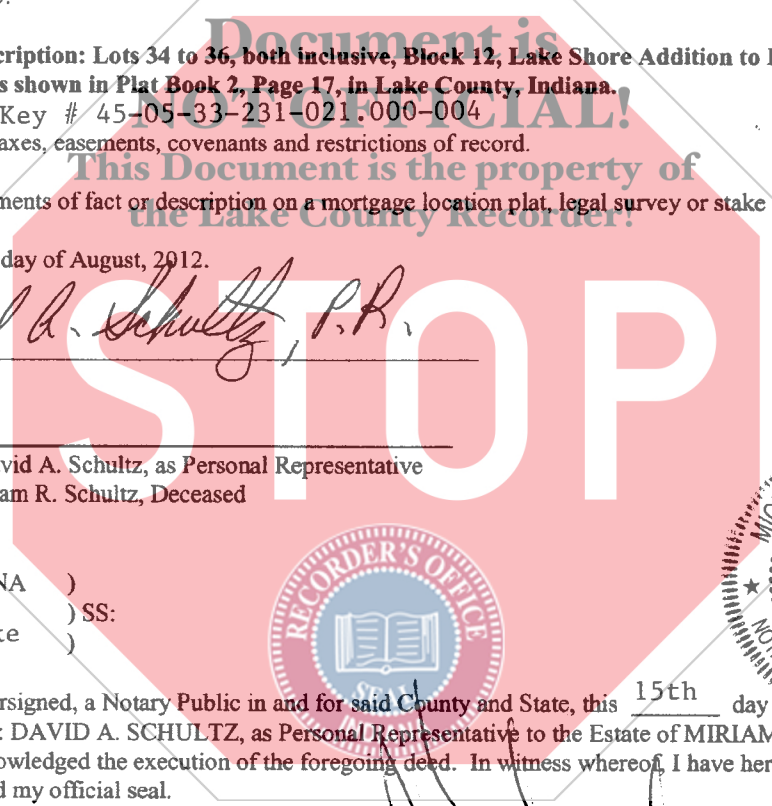 Document is
cription: Lots 34 to 36, both inclusive, Block 12, Lake Shore Addition to
s shown in Plat Book 2, Page 17, in Lake County, Indiana.
NOT OFFICIAL!
Key # 45-05-33-231-021.000-004
axes, easements, covenants and restrictions of record.
This Document is the property of
ments of fact or description on a mortgage location plat, legal survey or stake
the Lake County Recorder!
day of August, 2012.
A. Schultz, P.R.
STOP
vid A. Schultz, as Personal Representative
am R. Schultz, Deceased
NA )
) SS:
ke )
RECORDER'S OFFICE
SEAL
INDIANA
rsigned, a Notary Public in and for said County and State, this 15th day
: DAVID A. SCHULTZ, as Personal Representative to the Estate of MIRIAM
owledged the execution of the foregoing deed. In witness whereof, I have her
d my official seal.